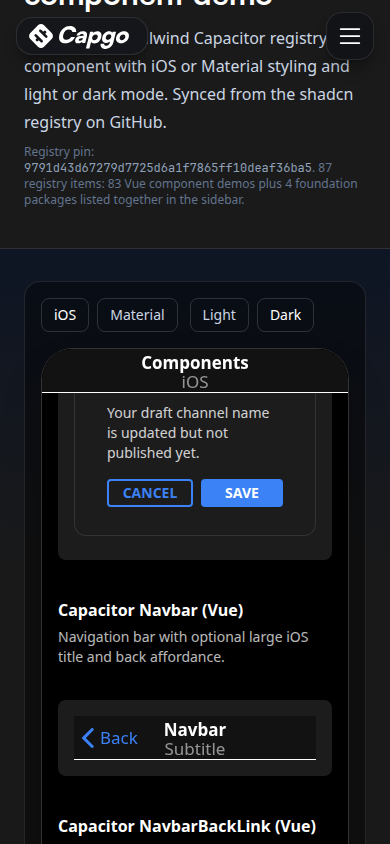 component demo
Capgo
lwind Capacitor registry
component with iOS or Material styling and
light or dark mode. Synced from the shadcn
registry on GitHub.
Registry pin:
9791d43d67279d7725d6a1f7865ff10deaf36ba5. 87
registry items: 83 Vue component demos plus 4 foundation
packages listed together in the sidebar.
iOS
Material
Light
Dark
Components
iOS
Your draft channel name
is updated but not
published yet.
CANCEL
SAVE
Capacitor Navbar (Vue)
Navigation bar with optional large iOS
title and back affordance.
Back
Navbar
Subtitle
Capacitor NavbarBackLink (Vue)